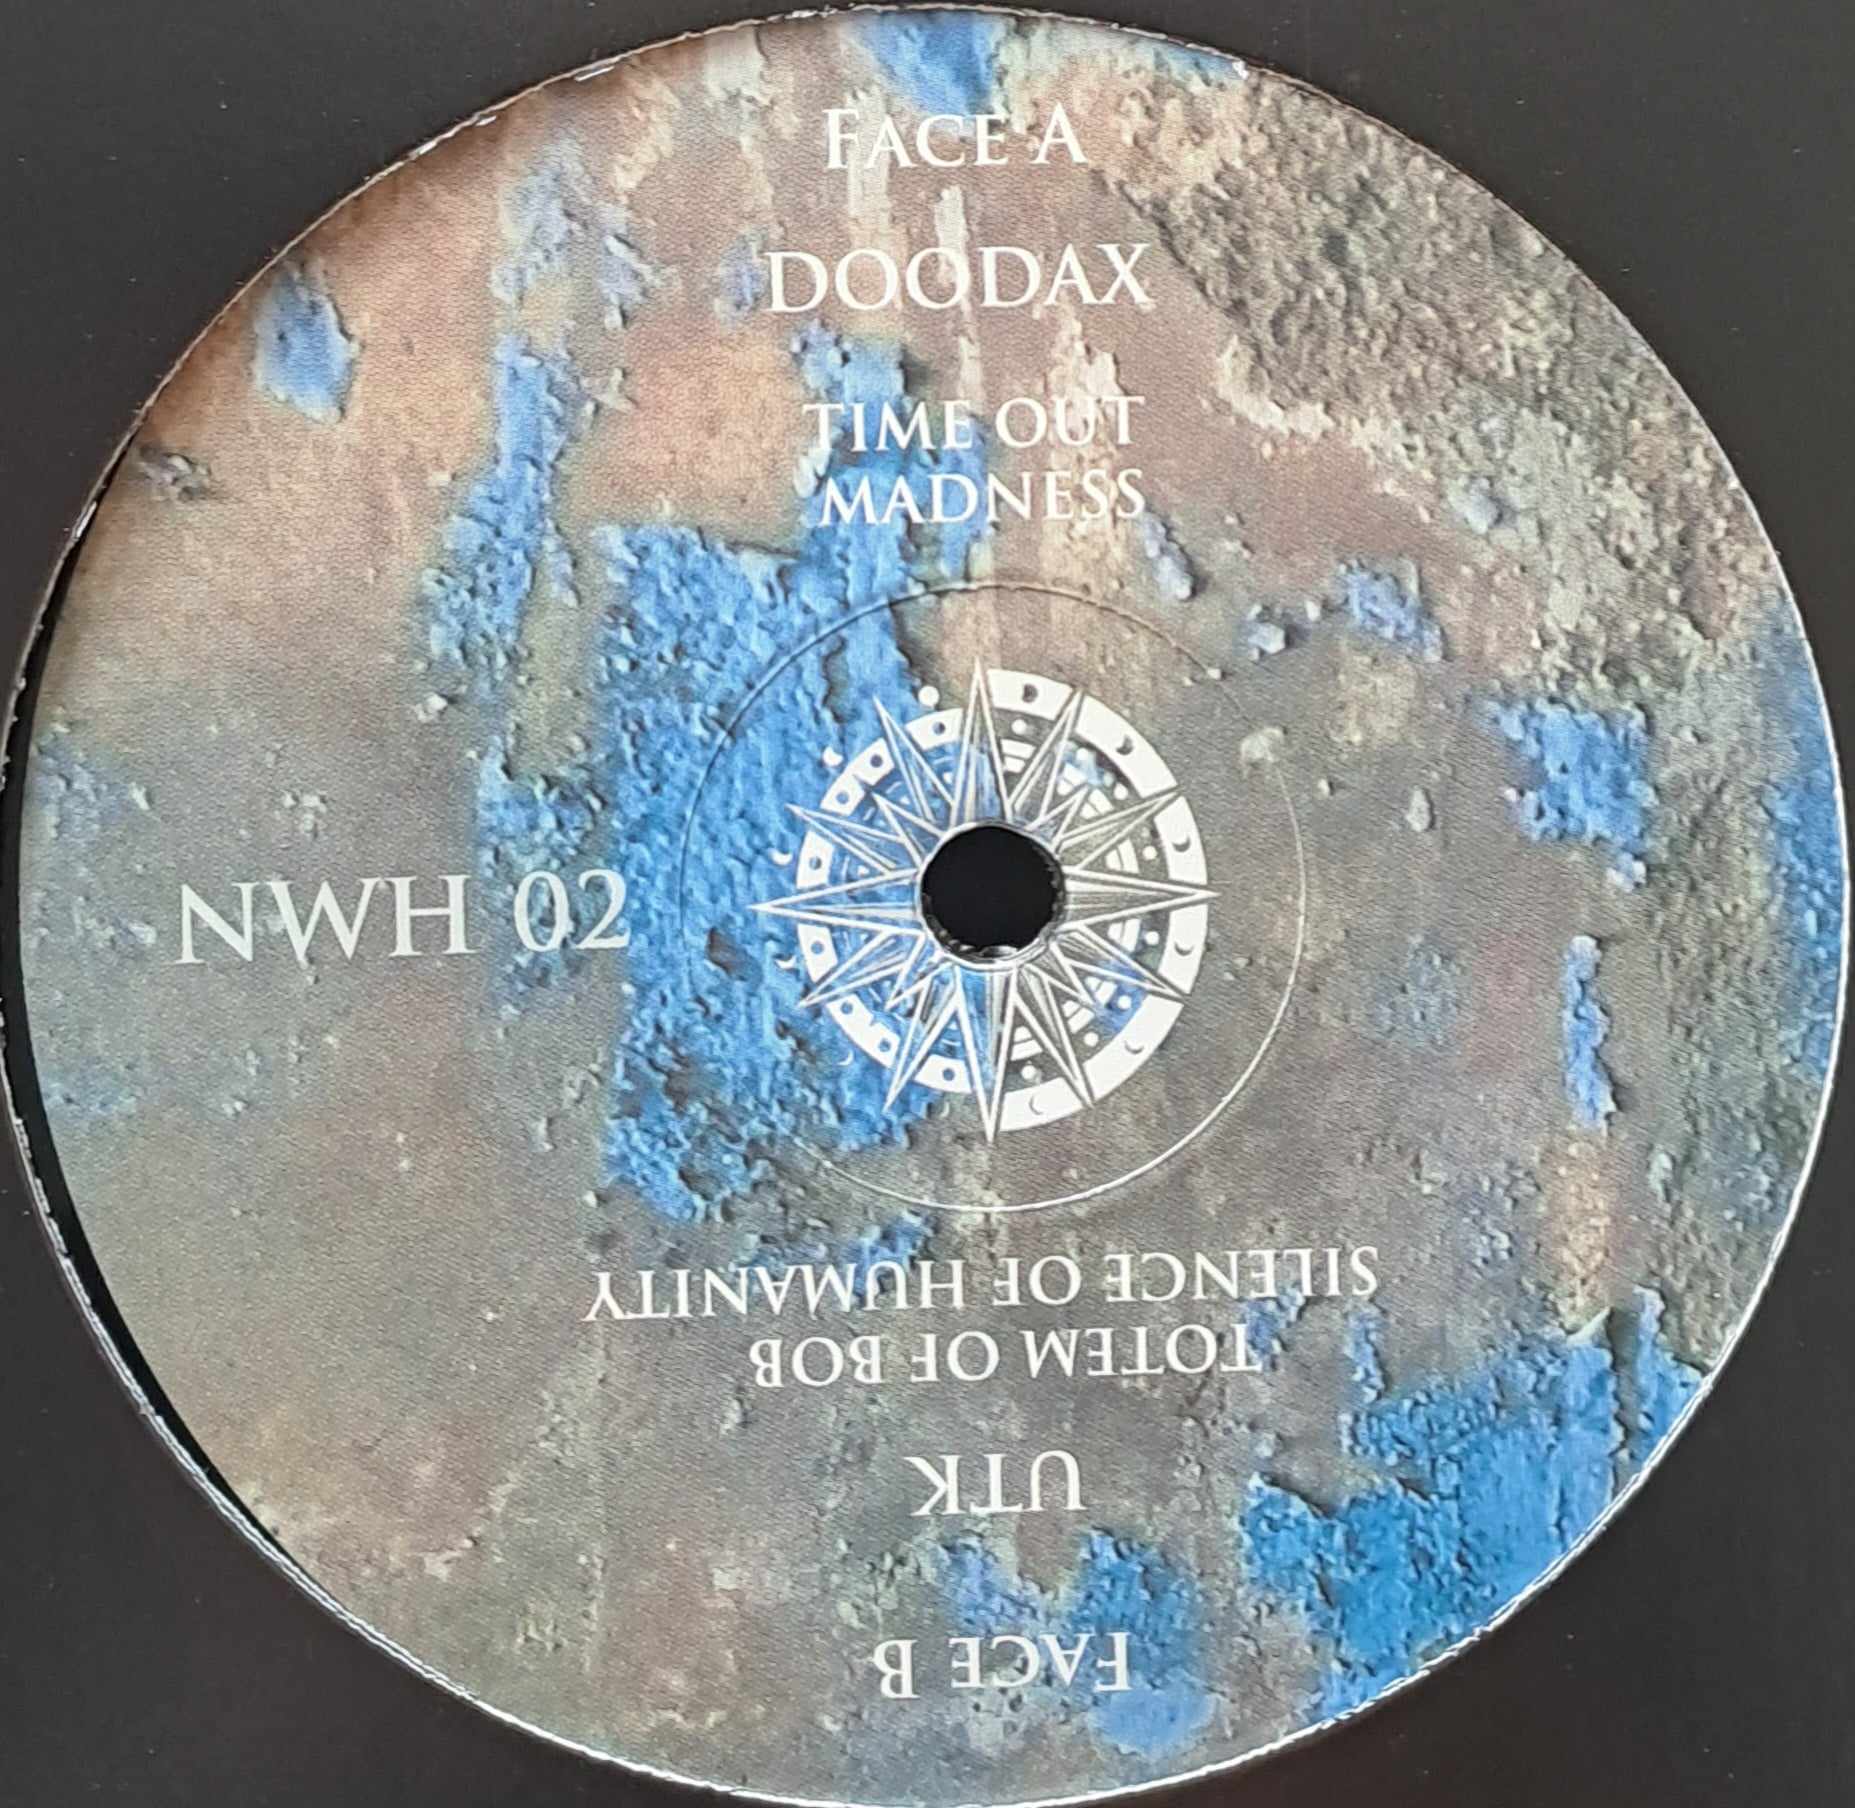 FACE A
DOODAX
TIME OUT
MADNESS
NWH 02
FACE B
UTK
TOTEM OF BOB
SILENCE OF HUMANITY